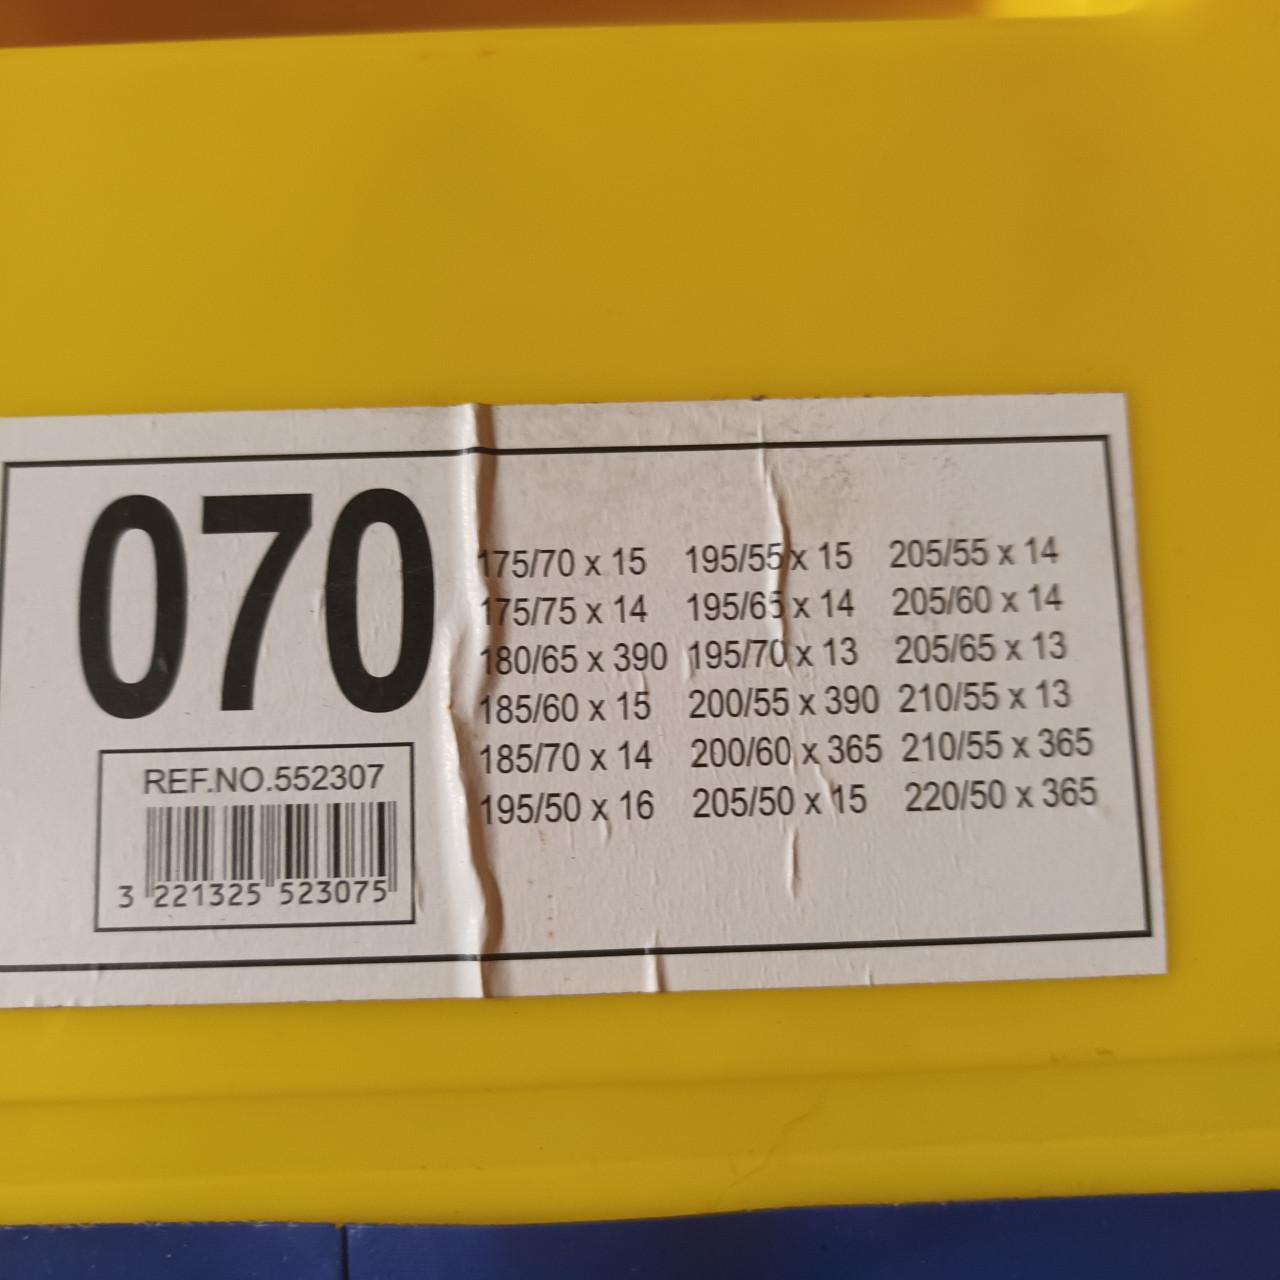 070
REF.NO.552307
3 221325 523075
175/70 x 15 195/55 x 15 205/55 x 14
175/75 x 14 195/65 x 14 205/60 x 14
180/65 x 390 195/70 x 13 205/65 x 13
185/60 x 15 200/55 x 390 210/55 x 13
185/70 x 14 200/60 x 365 210/55 x 365
195/50 x 16 205/50 x 15 220/50 x 365